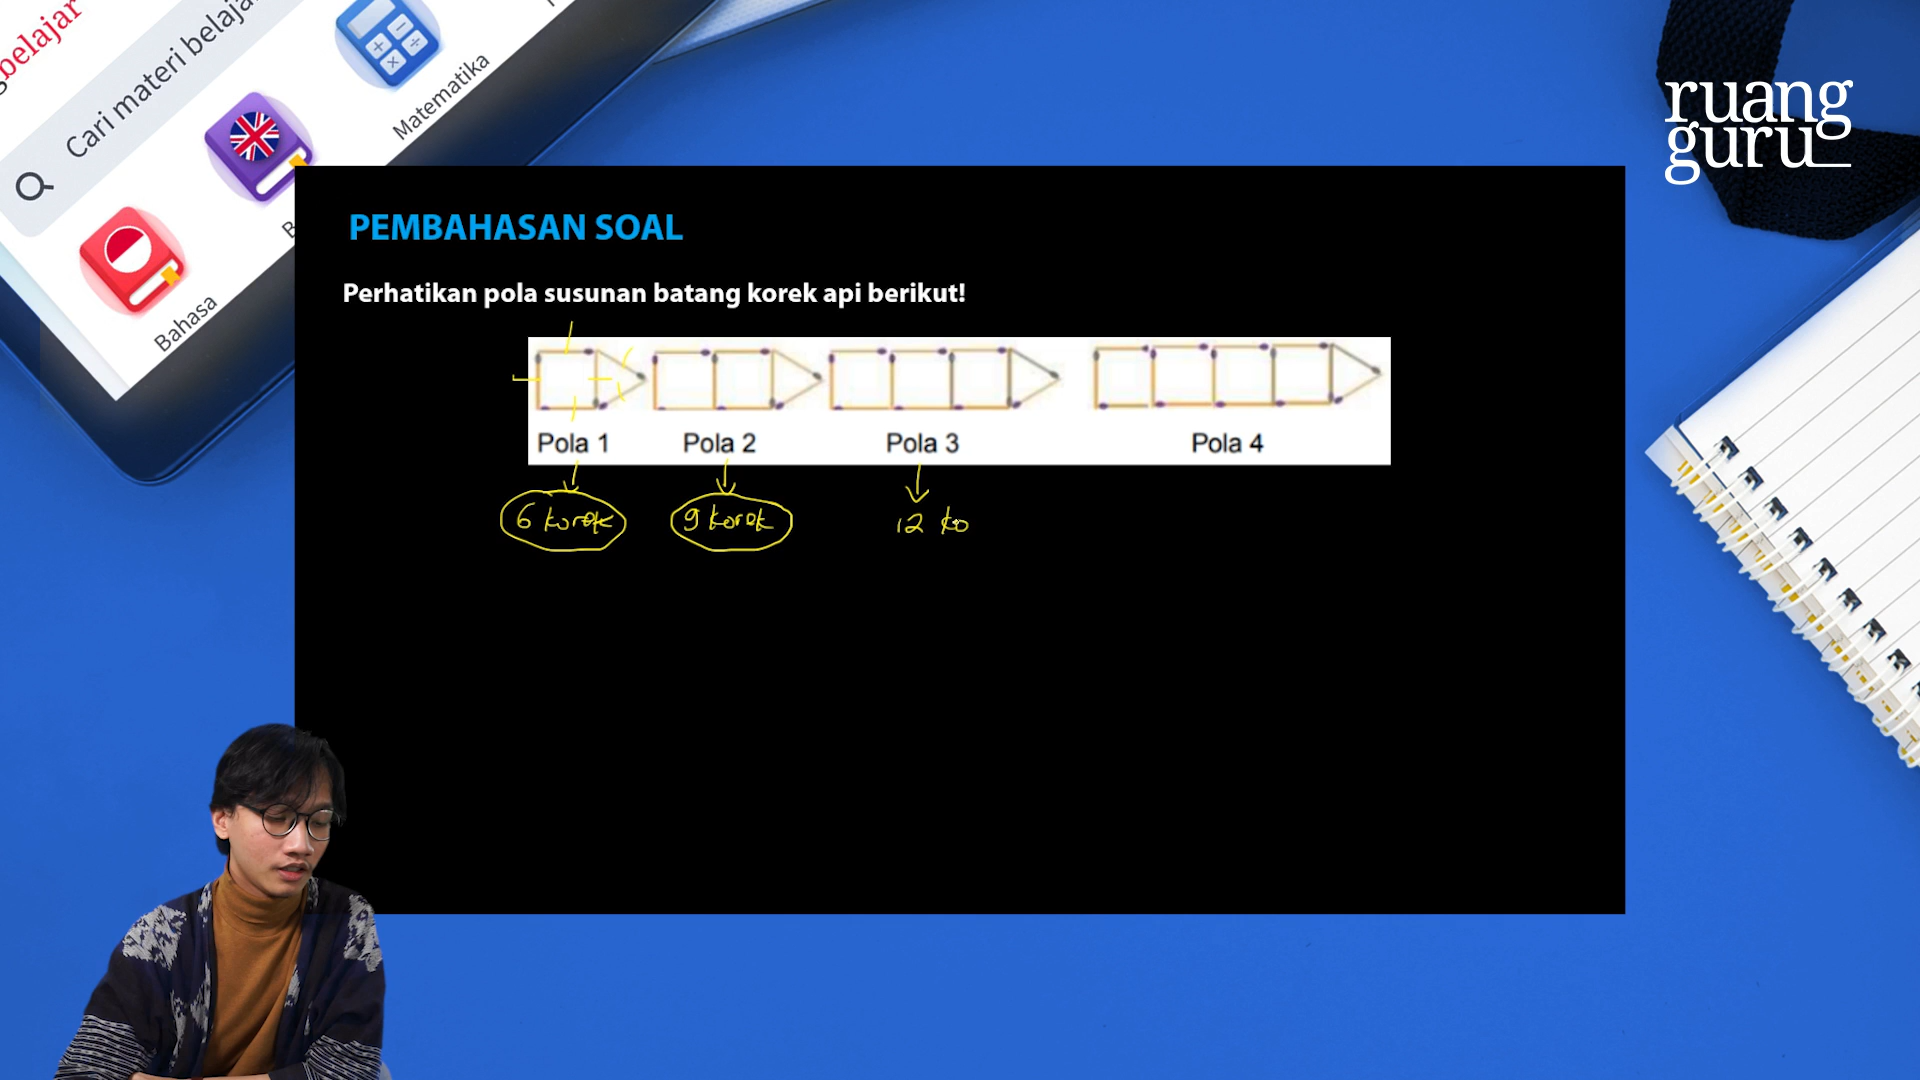 belajar
Cari materi belaja
Matematika
B
Bahasa
ruang
guru
PEMBAHASAN SOAL
Perhatikan pola susunan batang korek api berikut!
Pola 1
Pola 2
Pola 3
Pola 4
6 korek
9 korek
12 ko